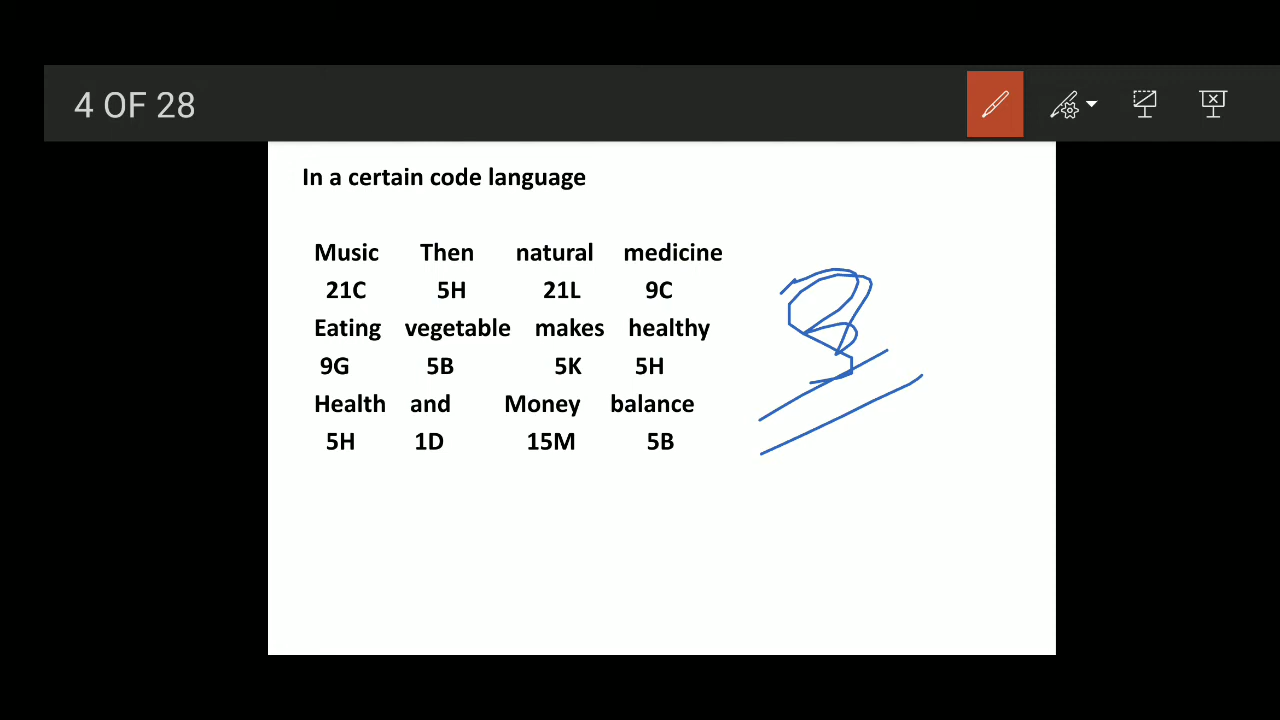 4 OF 28
In a certain code language
Music Then natural medicine
21C 5H 21L 9C
Eating vegetable makes healthy
9G 5B 5K 5H
Health and Money balance
5H 1D 15M 5B